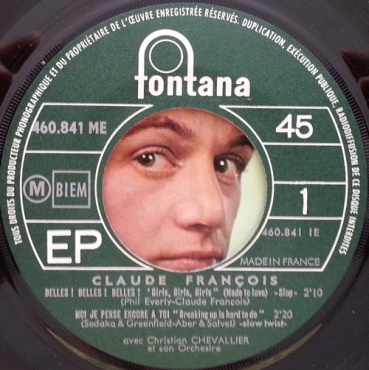 TOUS DROITS DU PRODUCTEUR PHONOGRAPHIQUE ET DU PROPRIÉTAIRE DE L'ŒUVRE ENREGISTRÉE RÉSERVÉS. DUPLICATION, EXÉCUTION PUBLIQUE, RADIODIFFUSION DE CE DISQUE INTERDITES
fontana
460.841 ME
45
M BIEM
1
460.841 IE
EP
MADE IN FRANCE
CLAUDE FRANÇOIS
BELLES! BELLES! BELLES! "Girls, Girls, Girls" (Made to love) -Slop- 2'10
(Phil Everly-Claude François)
MOI JE PENSE ENCORE A TOI "Breaking up is hard to do" 2'20
(Sedaka & Greenfield-Aber & Salvet) -slow twist-
avec Christian CHEVALLIER
et son Orchestre